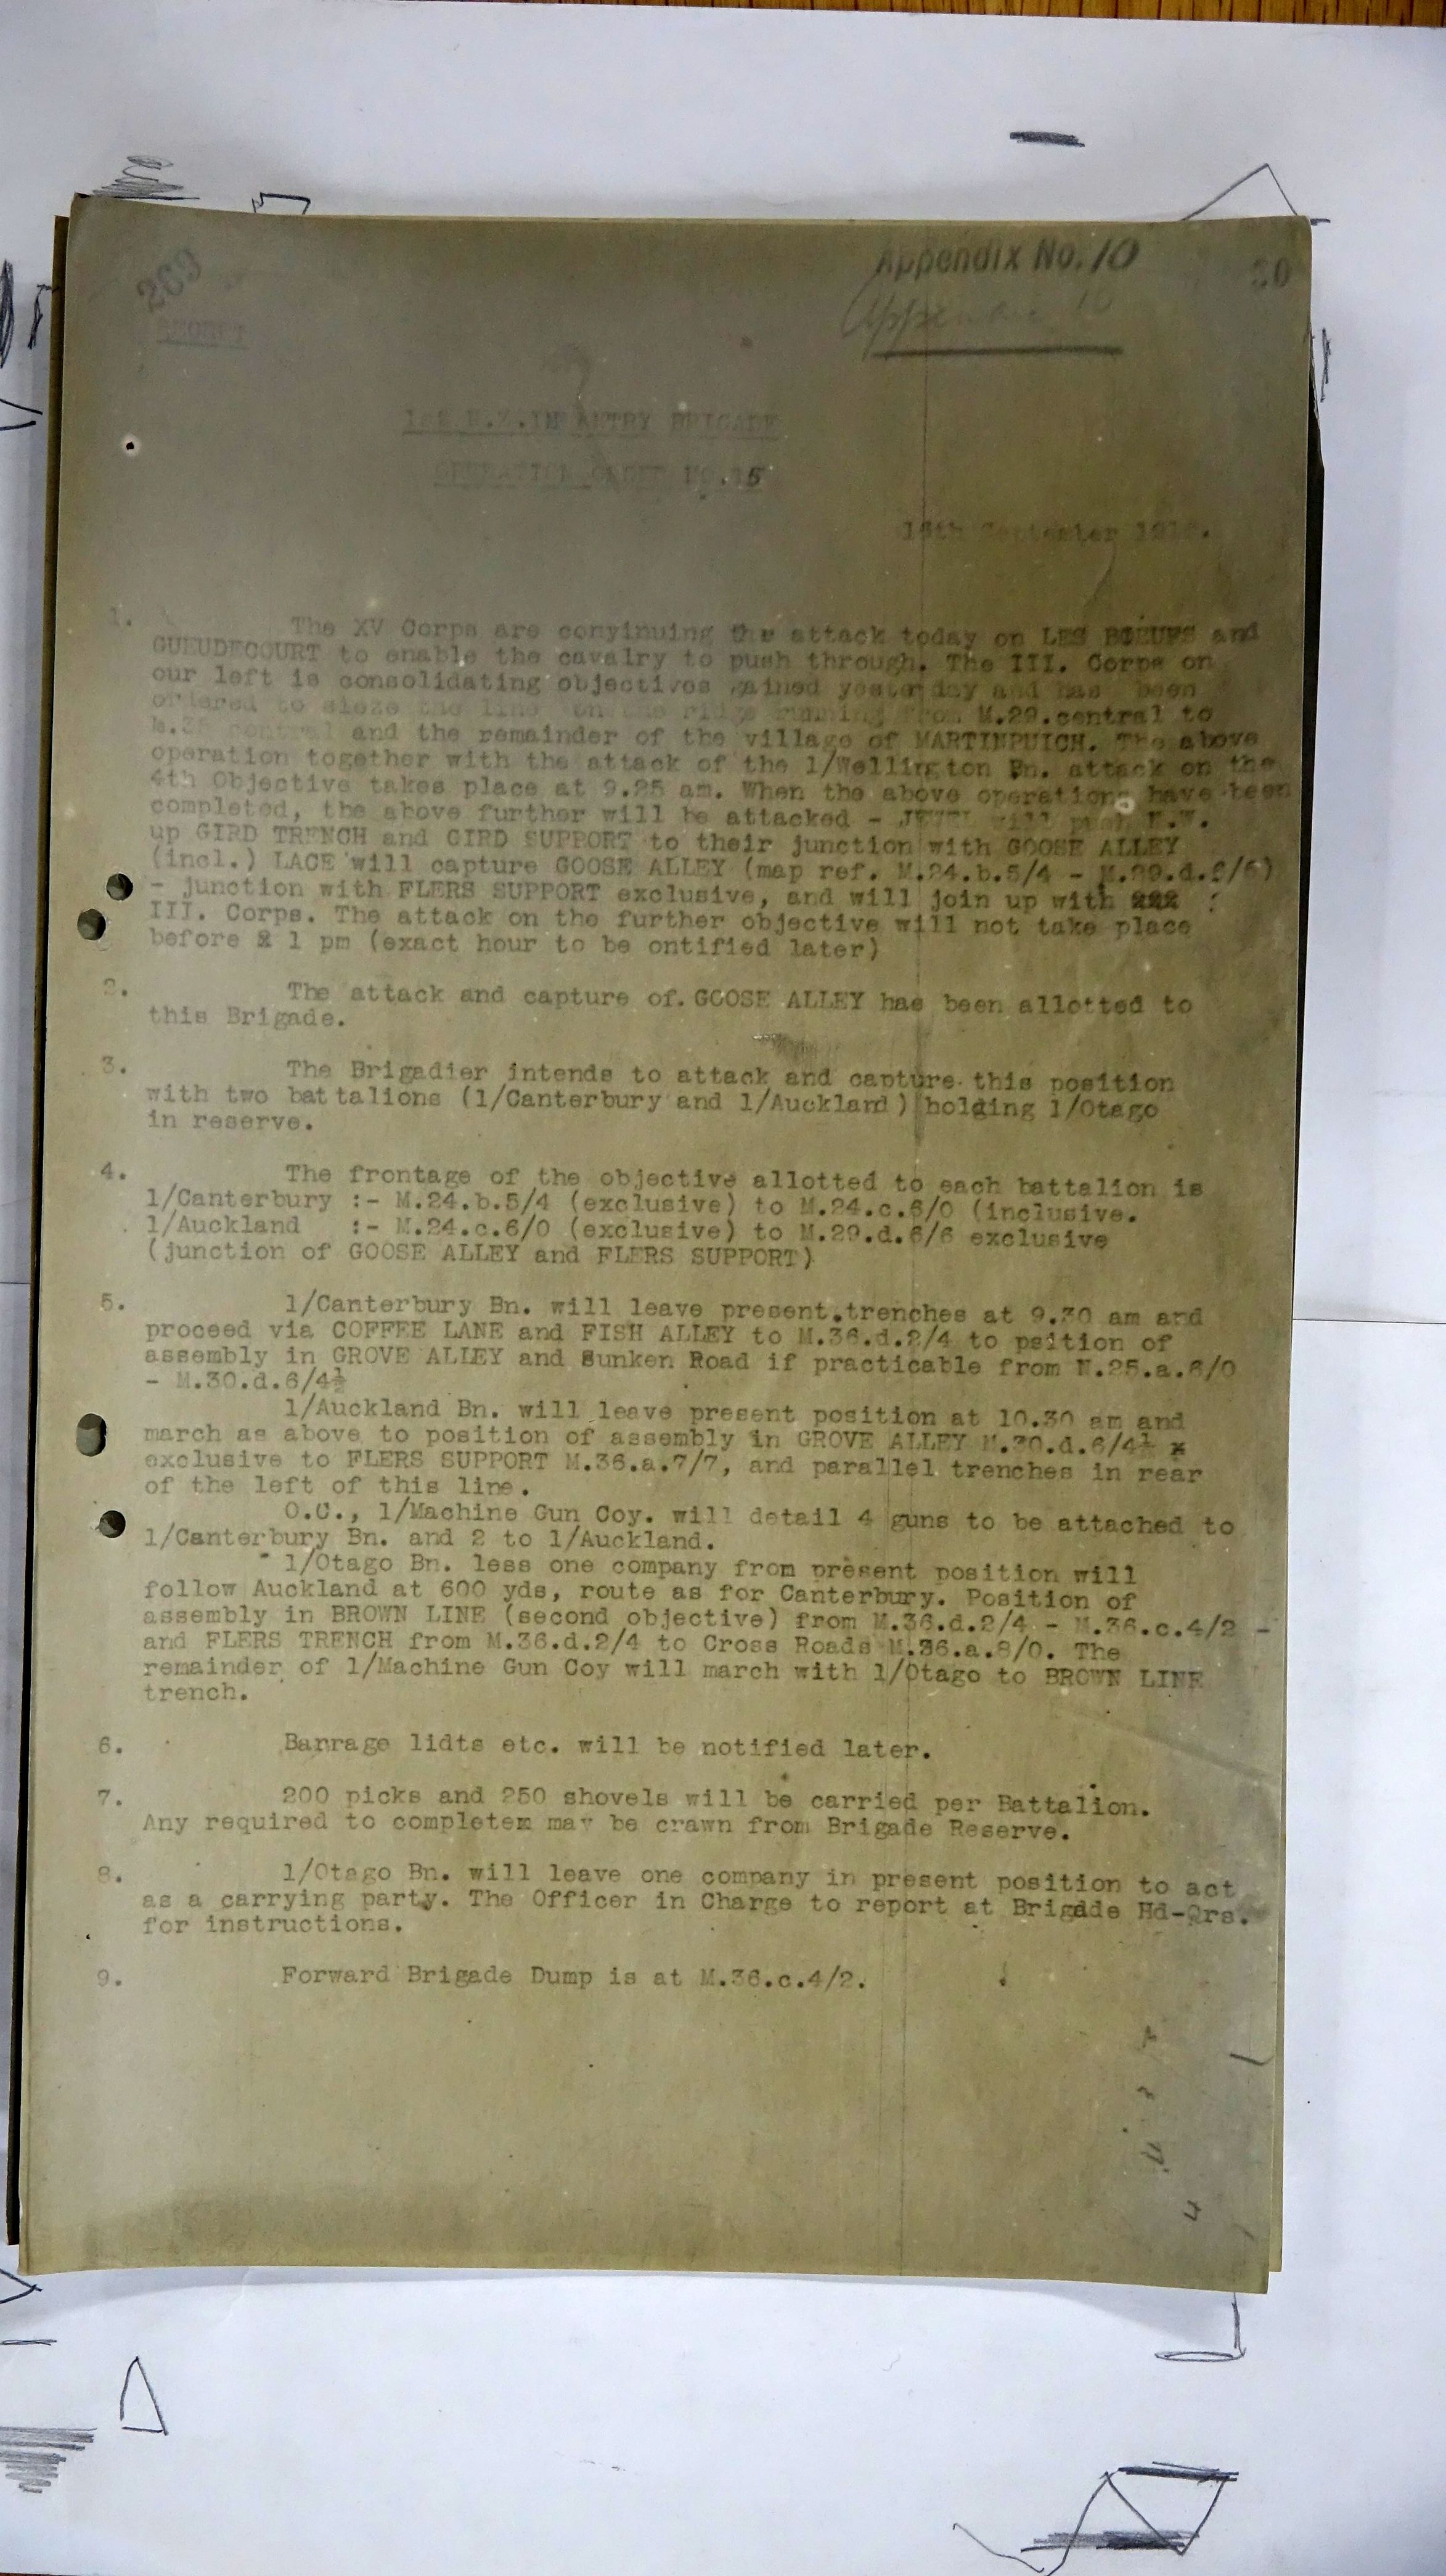 269
Appendix No. 10
Appendix 10
SECRET
1st N.Z. INFANTRY BRIGADE
OPERATION ORDER NO.15
16th September 1916.
1. The XV Corps are conyinuing the attack today on LES BOEUFS and
GUEUDECOURT to enable the cavalry to push through. The III. Corps on
our left is consolidating objectives gained yesterday and has been
ordered to sieze the line on the ridge running from M.29.central to
central and the remainder of the village of MARTINPUICH. The above
operation together with the attack of the 1/Wellington Bn. attack on the
4th Objective takes place at 9.25 am. When the above operations have been
completed, the above further will be attacked - JEWEL will push N.W.
up GIRD TRENCH and GIRD SUPPORT to their junction with GOOSE ALLEY
(incl.) LACE will capture GOOSE ALLEY (map ref. M.24.b.5/4 - M.29.d.6/6)
- junction with FLERS SUPPORT exclusive, and will join up with
III. Corps. The attack on the further objective will not take place
before 1 pm (exact hour to be ontified later)
2. The attack and capture of. GOOSE ALLEY has been allotted to
this Brigade.
3. The Brigadier intends to attack and capture this position
with two battalions (1/Canterbury and 1/Auckland) holding 1/Otago
in reserve.
4. The frontage of the objective allotted to each battalion is
1/Canterbury :- M.24.b.5/4 (exclusive) to M.24.c.6/0 (inclusive.
1/Auckland :- M.24.c.6/0 (exclusive) to M.29.d.6/6 exclusive
(junction of GOOSE ALLEY and FLERS SUPPORT)
5. 1/Canterbury Bn. will leave present trenches at 9.30 am and
proceed via COFFEE LANE and FISH ALLEY to M.36.d.2/4 to psition of
assembly in GROVE ALLEY and Sunken Road if practicable from N.25.a.8/0
- M.30.d.6/4½
1/Auckland Bn. will leave present position at 10.30 am and
march as above to position of assembly in GROVE ALLEY M.30.d.6/4½ x
exclusive to FLERS SUPPORT M.36.a.7/7, and parallel trenches in rear
of the left of this line.
O.C., 1/Machine Gun Coy. will detail 4 guns to be attached to
1/Canterbury Bn. and 2 to 1/Auckland.
1/Otago Bn. less one company from present position will
follow Auckland at 600 yds, route as for Canterbury. Position of
assembly in BROWN LINE (second objective) from M.36.d.2/4 - M.36.c.4/2 -
and FLERS TRENCH from M.36.d.2/4 to Cross Roads M.36.a.8/0. The
remainder of 1/Machine Gun Coy will march with 1/Otago to BROWN LINE
trench.
6. Barrage lidts etc. will be notified later.
7. 200 picks and 250 shovels will be carried per Battalion.
Any required to completex may be crawn from Brigade Reserve.
8. 1/Otago Bn. will leave one company in present position to act
as a carrying party. The Officer in Charge to report at Brigade Hd-Qrs.
for instructions.
9. Forward Brigade Dump is at M.36.c.4/2.